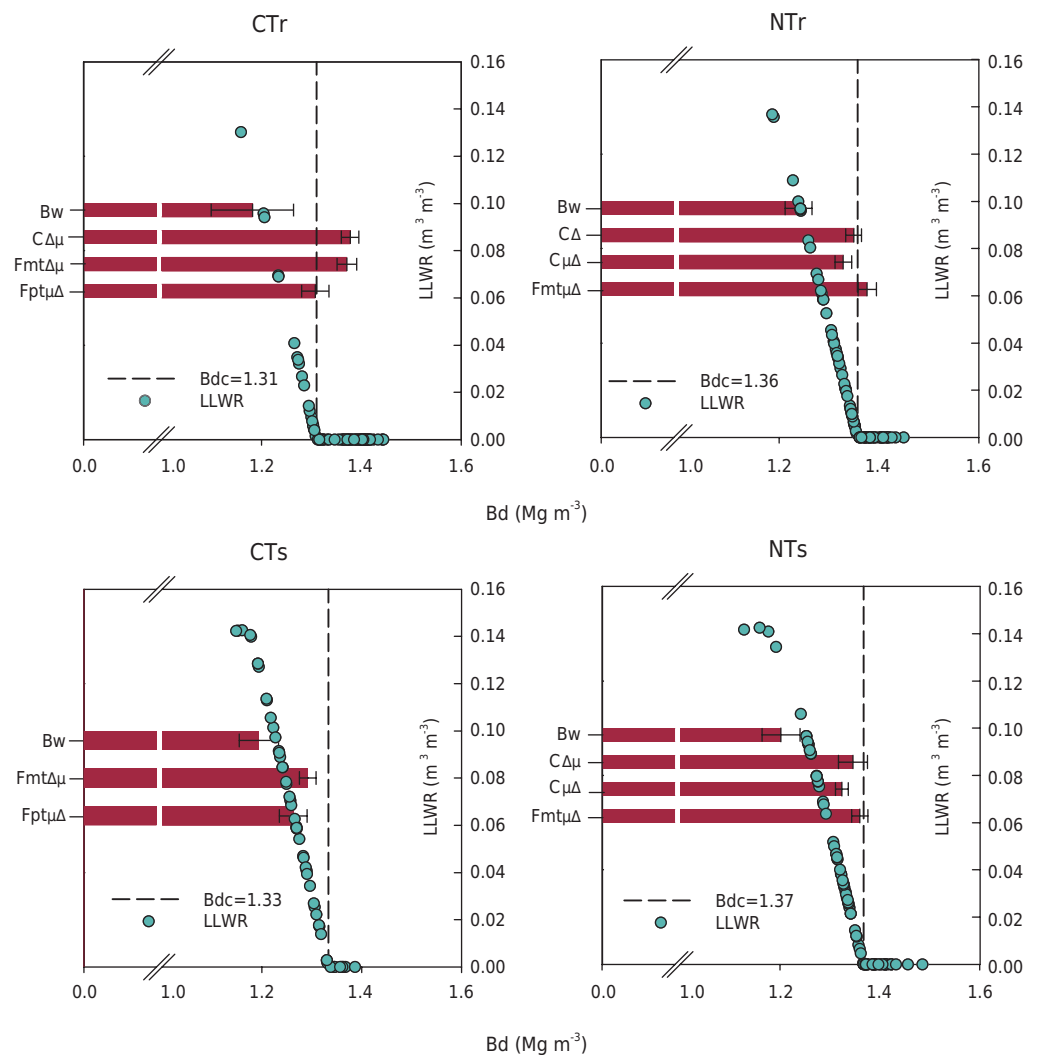 CTr
0.16
0.14
0.12
0.10
0.08
0.06
0.04
0.02
0.00
LLWR (m³ m⁻³)
Bw
CΔμ
FmtΔμ
FptμΔ
Bdc=1.31
LLWR
0.0 1.0 1.2 1.4 1.6
NTr
0.16
0.14
0.12
0.10
0.08
0.06
0.04
0.02
0.00
LLWR (m³ m⁻³)
Bw
CΔ
CμΔ
FmtμΔ
Bdc=1.36
LLWR
0.0 1.0 1.2 1.4 1.6
Bd (Mg m⁻³)
CTs
0.16
0.14
0.12
0.10
0.08
0.06
0.04
0.02
0.00
LLWR (m³ m⁻³)
Bw
FmtΔμ
FptμΔ
Bdc=1.33
LLWR
0.0 1.0 1.2 1.4 1.6
NTs
0.16
0.14
0.12
0.10
0.08
0.06
0.04
0.02
0.00
LLWR (m³ m⁻³)
Bw
CΔμ
CμΔ
FmtμΔ
Bdc=1.37
LLWR
0.0 1.0 1.2 1.4 1.6
Bd (Mg m⁻³)